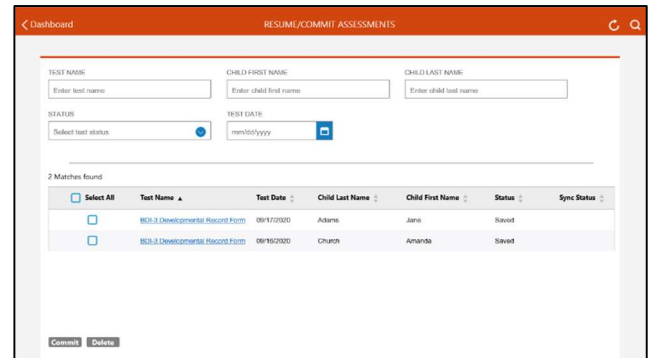 Dashboard RESUME/COMMIT ASSESSMENTS
TEST NAME CHILD FIRST NAME CHILD LAST NAME
Enter test name Enter child first name Enter child last name
STATUS TEST DATE
Select test status mm/dd/yyyy
2 Matches found
Select All Test Name Test Date Child Last Name Child First Name Status Sync Status
BDI-3 Developmental Record Form 09/17/2020 Adams Jane Saved
BDI-3 Developmental Record Form 09/16/2020 Church Amanda Saved
Commit Delete